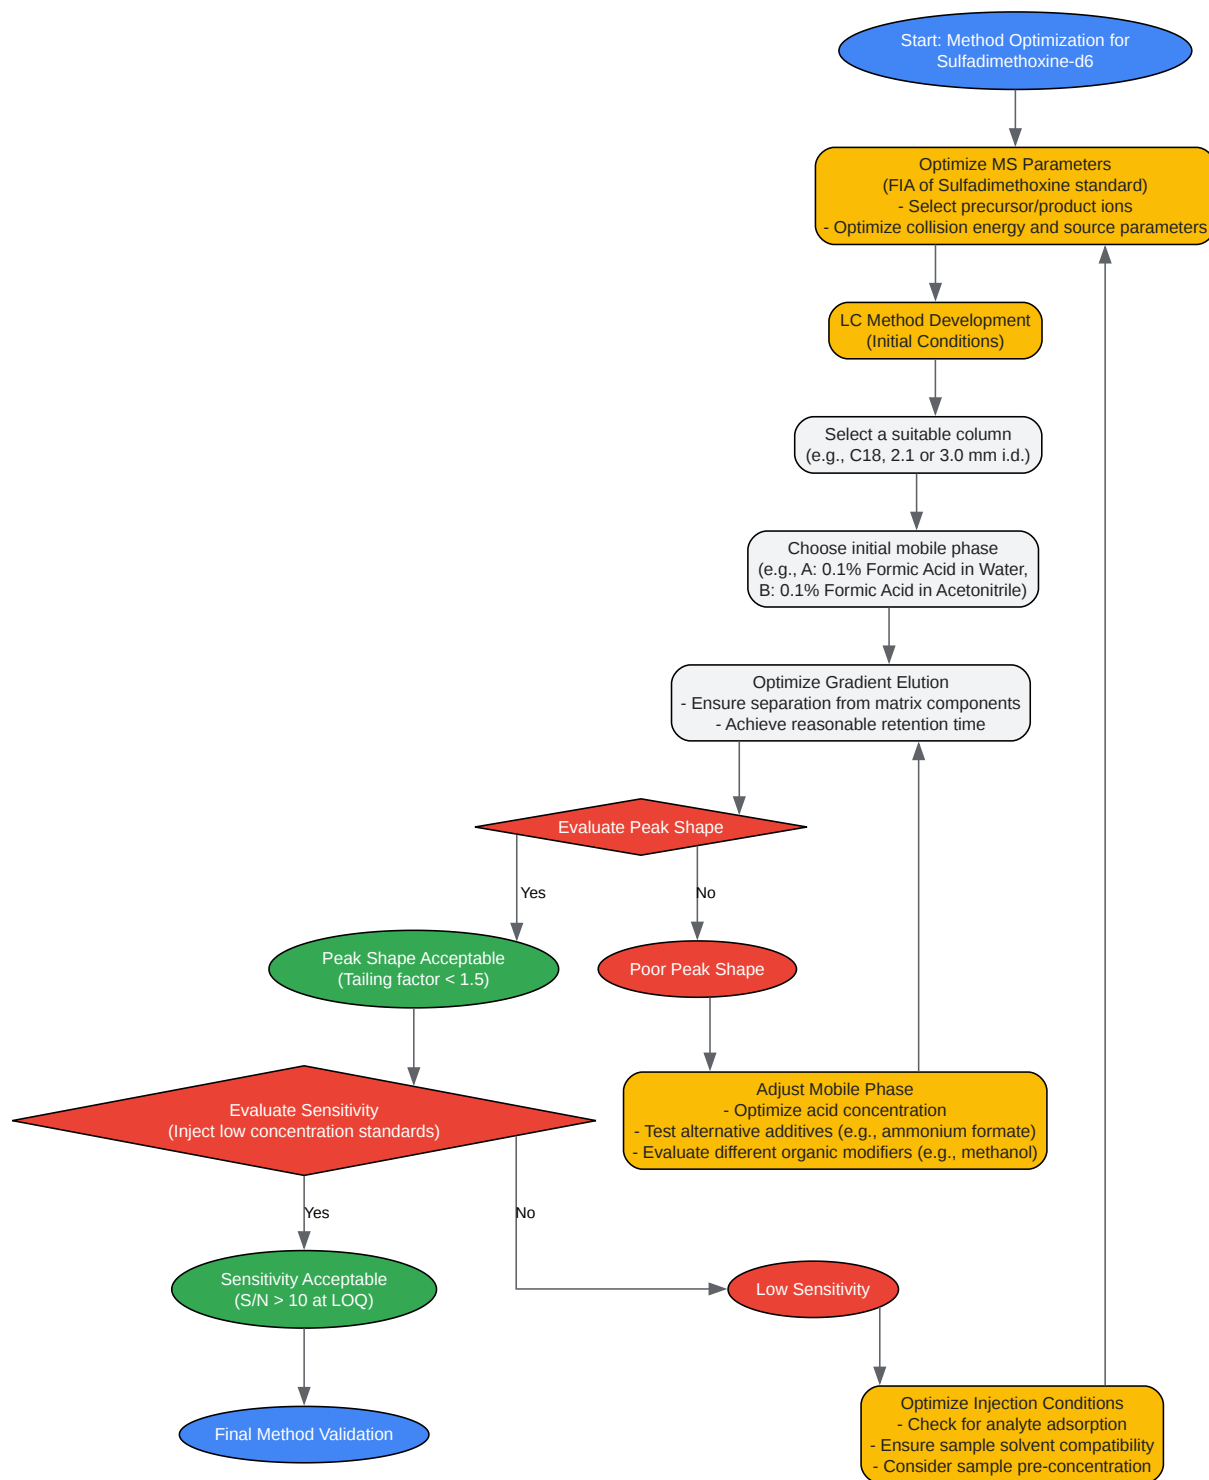 Start: Method Optimization for
Sulfadimethoxine-d6
Optimize MS Parameters
(FIA of Sulfadimethoxine standard)
- Select precursor/product ions
- Optimize collision energy and source parameters
LC Method Development
(Initial Conditions)
Select a suitable column
(e.g., C18, 2.1 or 3.0 mm i.d.)
Choose initial mobile phase
(e.g., A: 0.1% Formic Acid in Water,
B: 0.1% Formic Acid in Acetonitrile)
Optimize Gradient Elution
- Ensure separation from matrix components
- Achieve reasonable retention time
Evaluate Peak Shape
Yes
No
Peak Shape Acceptable
(Tailing factor < 1.5)
Poor Peak Shape
Adjust Mobile Phase
- Optimize acid concentration
- Test alternative additives (e.g., ammonium formate)
- Evaluate different organic modifiers (e.g., methanol)
Evaluate Sensitivity
(Inject low concentration standards)
Yes
No
Sensitivity Acceptable
(S/N > 10 at LOQ)
Low Sensitivity
Final Method Validation
Optimize Injection Conditions
- Check for analyte adsorption
- Ensure sample solvent compatibility
- Consider sample pre-concentration